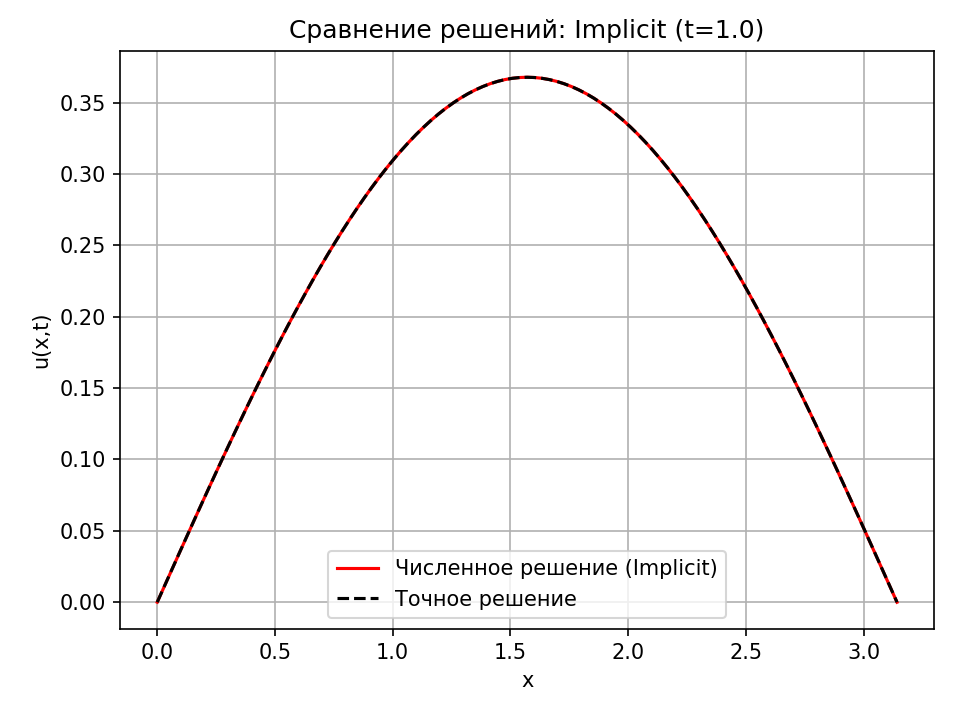 Сравнение решений: Implicit (t=1.0)
u(x,t)
0.35
0.30
0.25
0.20
0.15
0.10
0.05
0.00
Численное решение (Implicit)
Точное решение
0.0 0.5 1.0 1.5 2.0 2.5 3.0
x